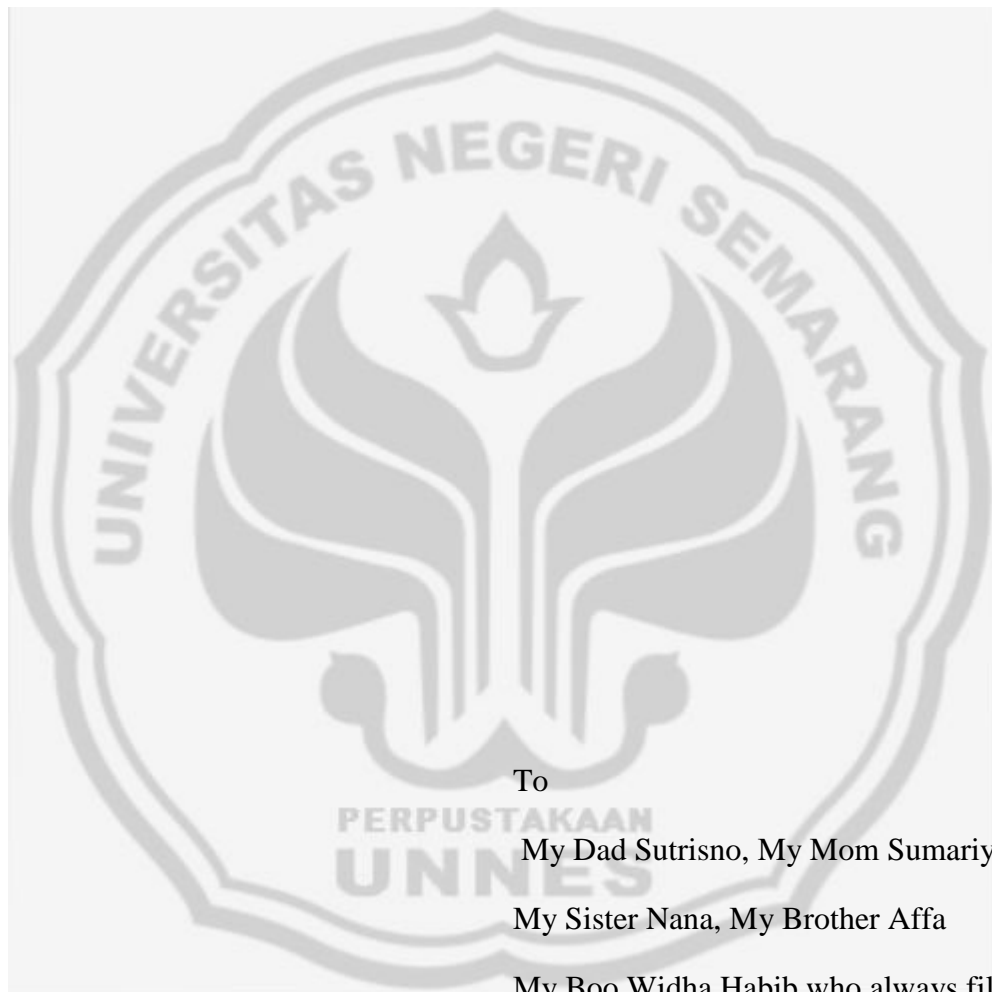 UNIVERSITAS NEGERI SEMARANG
To
PERPUSTAKAAN
My Dad Sutrisno, My Mom
UNNES
My Sister Nana, My Brother Affa
My Boo Widha Habib who always